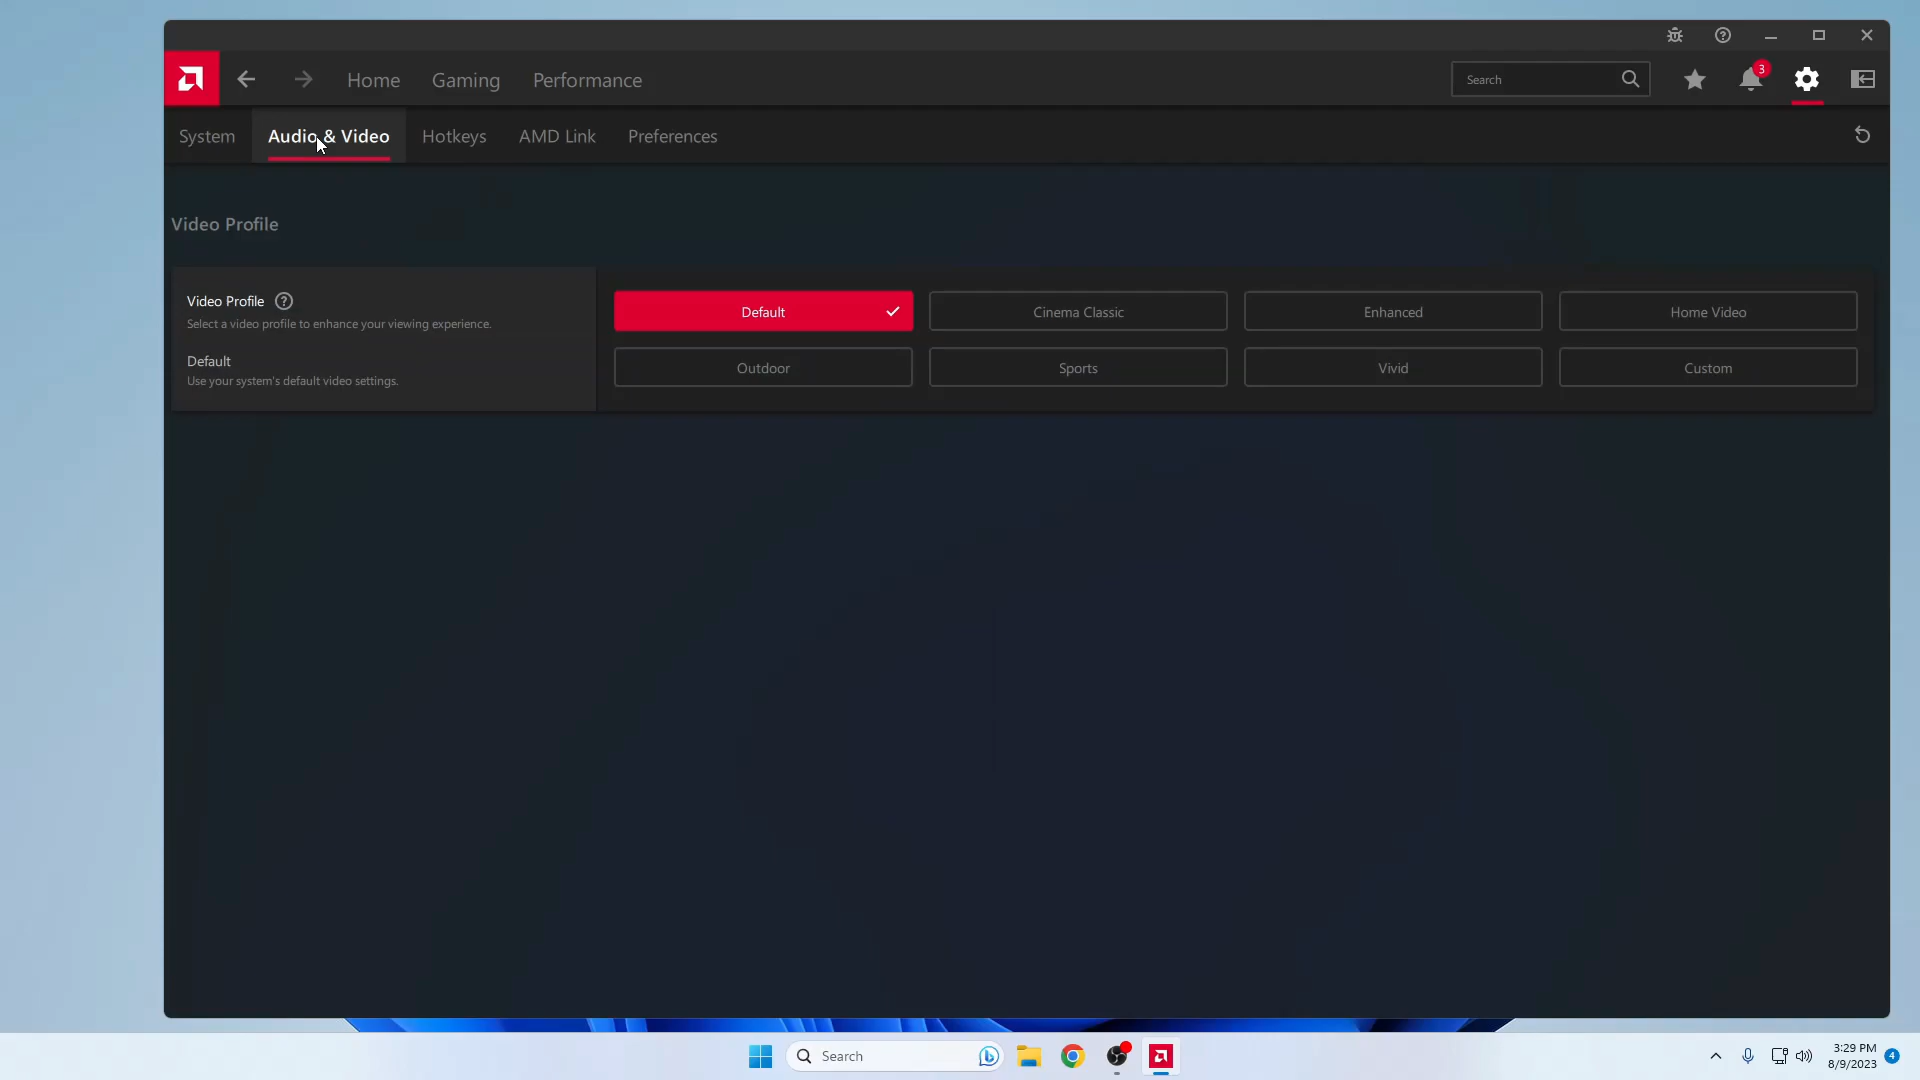 Home Gaming Performance Search 3
System Audio & Video Hotkeys AMD Link Preferences
Video Profile
Video Profile ?
Select a video profile to enhance your viewing experience.
Default
Use your system's default video settings.
Default Cinema Classic Enhanced Home Video
Outdoor Sports Vivid Custom
Search
3:29 PM
8/9/2023
4